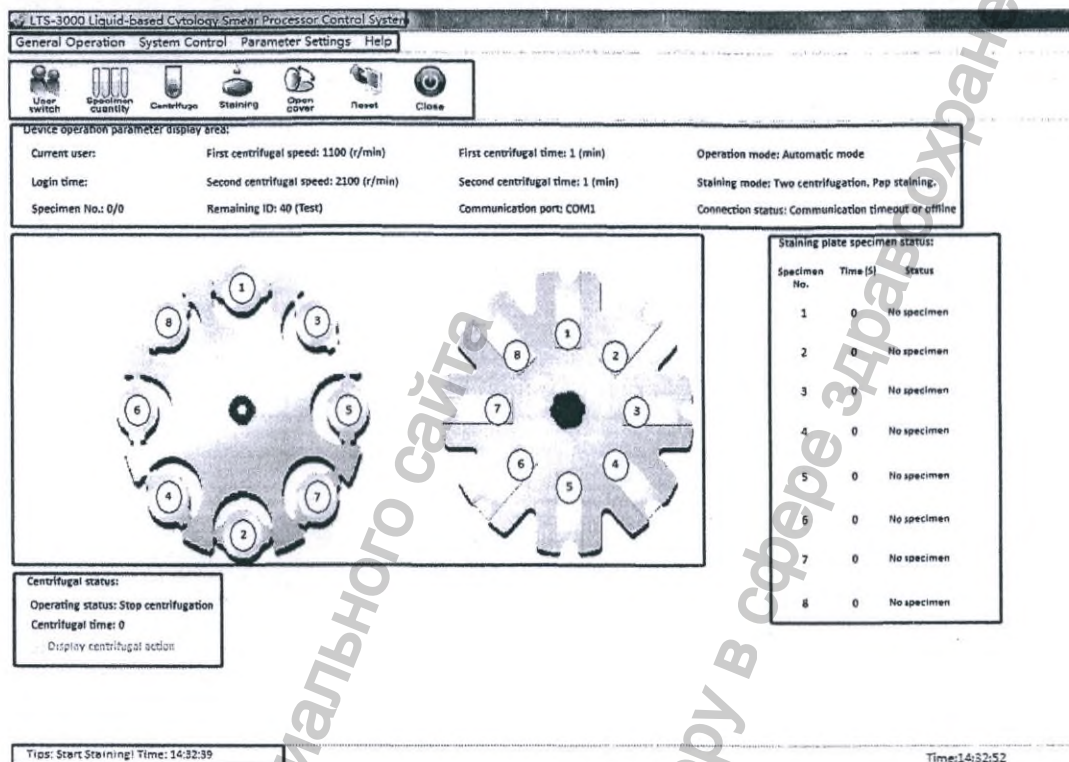 LTS-3000 Liquid-based Cytology Smear Processor Control System
General Operation System Control Parameter Settings Help
User switch
Specimen cuantity
Centrifugo
Staining
Open cover
Reset
Close
Device operation parameter display area:
Current user: First centrifugal speed: 1100 (r/min) First centrifugal time: 1 (min) Operation mode: Automatic mode
Login time: Second centrifugal speed: 2100 (r/min) Second centrifugal time: 1 (min) Staining mode: Two centrifugation, Pap staining.
Specimen No.: 0/0 Remaining ID: 40 (Test) Communication port: COM1 Connection status: Communication timeout or offline
1
8 3
6 5
4 7
2
1
8 2
7 3
6 4
5
Staining plate specimen status:
Specimen No. Time (S) Status
1 0 No specimen
2 0 No specimen
3 0 No specimen
4 0 No specimen
5 0 No specimen
6 0 No specimen
7 0 No specimen
8 0 No specimen
Centrifugal status:
Operating status: Stop centrifugation
Centrifugal time: 0
Display centrifugal action
Tips: Start Staining! Time: 14:32:39
Time:14:32:52
ального сайта
ору в сфере здравоохране